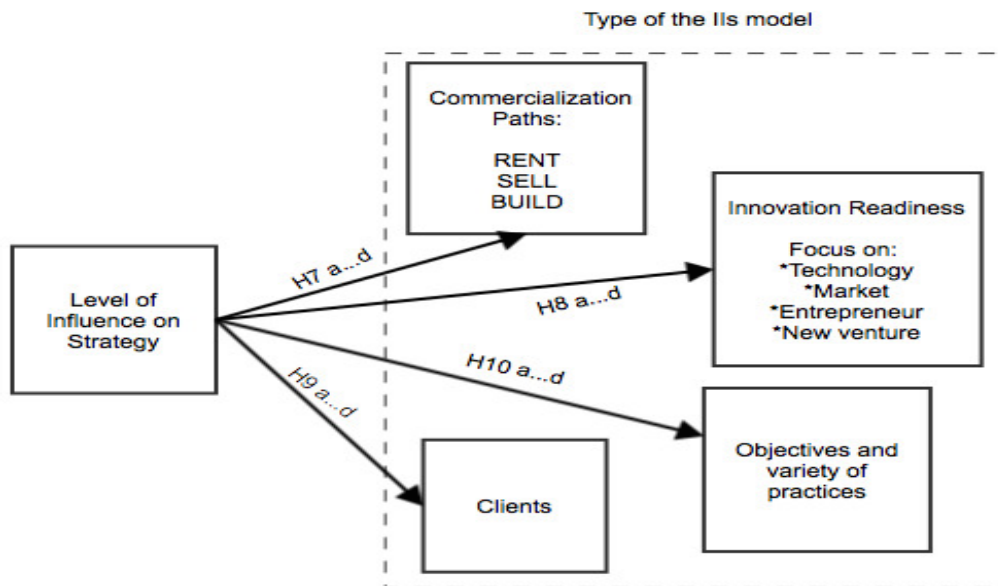 Type of the IIs model
Commercialization
Paths:
RENT
SELL
BUILD
Innovation Readiness
Focus on:
*Technology
*Market
*Entrepreneur
*New venture
Level of
Influence on
Strategy
H7 a...d
H8 a...d
H10 a...d
H9 a...d
Objectives and
variety of
practices
Clients